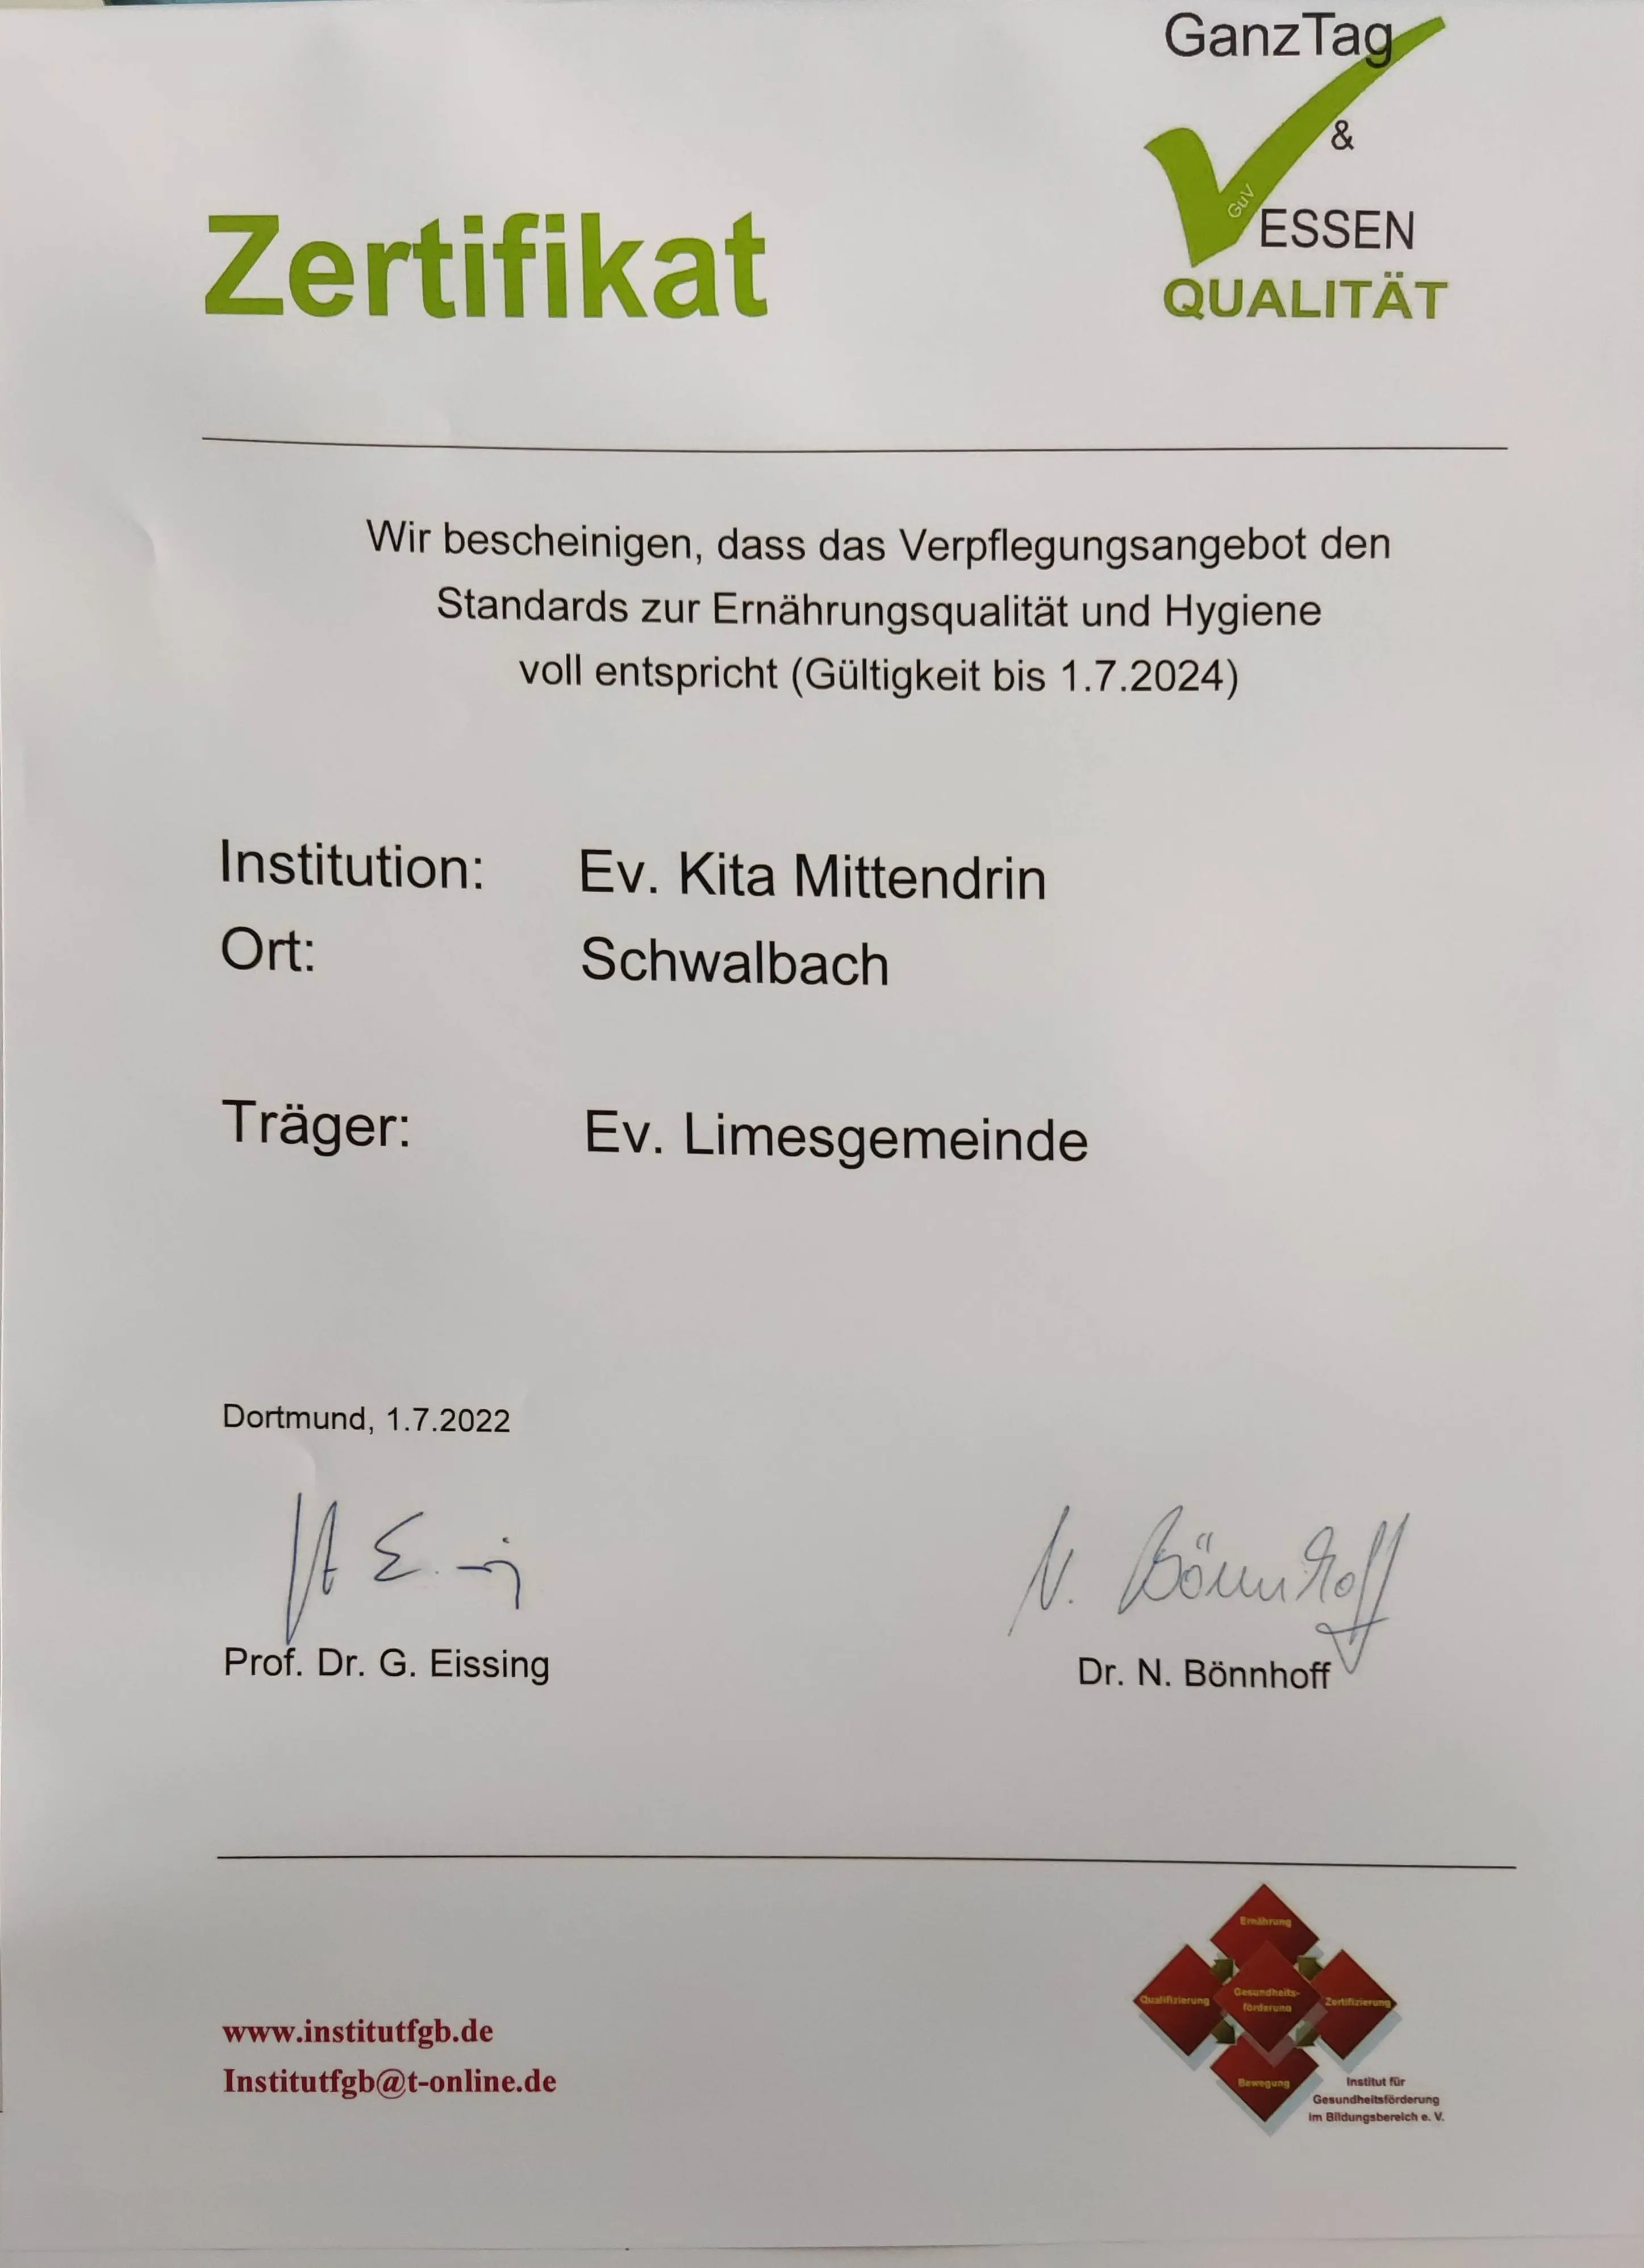 GanzTag
&
GuV
ESSEN
QUALITÄT
Zertifikat
Wir bescheinigen, dass das Verpflegungsangebot den
Standards zur Ernährungsqualität und Hygiene
voll entspricht (Gültigkeit bis 1.7.2024)
Institution: Ev. Kita Mittendrin
Ort: Schwalbach
Träger: Ev. Limesgemeinde
Dortmund, 1.7.2022
N. Bönnhoff
Prof. Dr. G. Eissing
Dr. N. Bönnhoff
www.institutfgb.de
Institutfgb@t-online.de
Ernährung
Qualifizierung
Gesundheits-
förderung
Zertifizierung
Bewegung
Institut für
Gesundheitsförderung
im Bildungsbereich e. V.